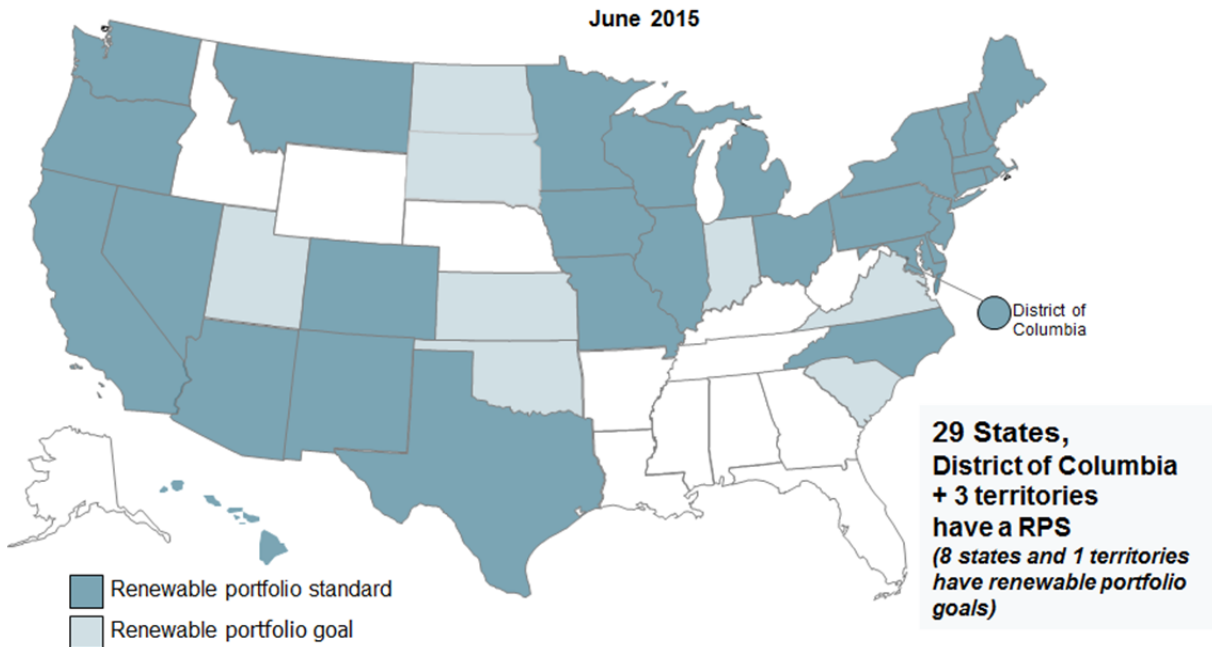 June 2015
District of
Columbia
29 States,
District of Columbia
+ 3 territories
have a RPS
(8 states and 1 territories
have renewable portfolio
goals)
Renewable portfolio standard
Renewable portfolio goal